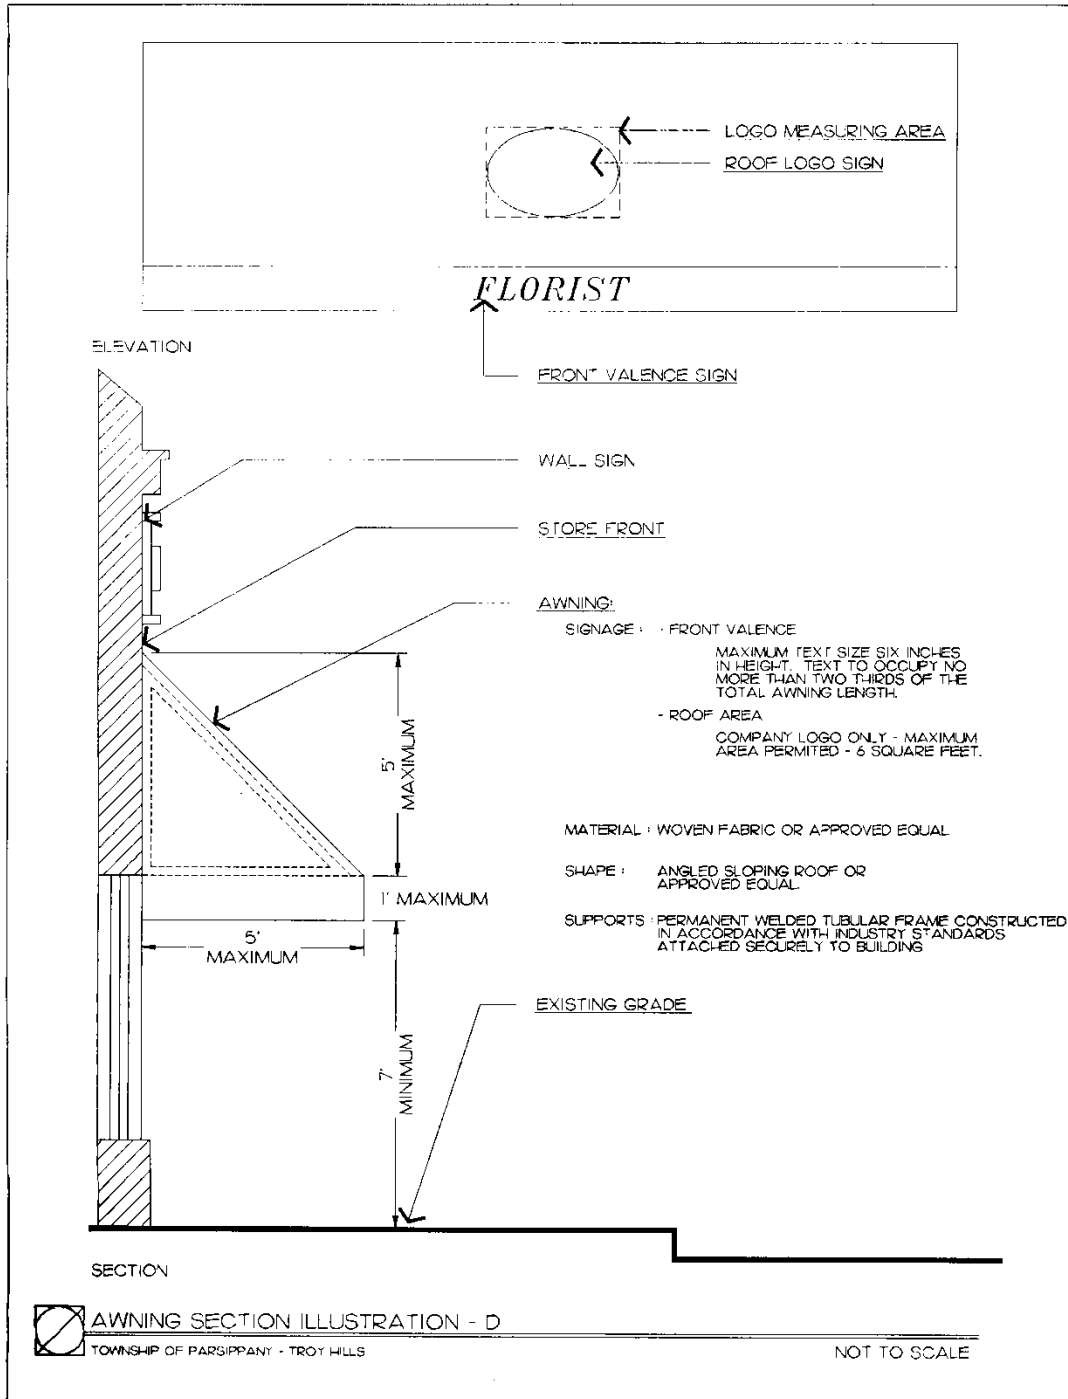 LOGO MEASURING AREA
ROOF LOGO SIGN
FLORIST
ELEVATION
FRONT VALENCE SIGN
WALL SIGN
STORE FRONT
AWNING:
SIGNAGE : - FRONT VALENCE
MAXIMUM TEXT SIZE SIX INCHES
IN HEIGHT. TEXT TO OCCUPY NO
MORE THAN TWO THIRDS OF THE
TOTAL AWNING LENGTH.
- ROOF AREA
COMPANY LOGO ONLY - MAXIMUM
AREA PERMITED - 6 SQUARE FEET.
5'
MAXIMUM
MATERIAL : WOVEN FABRIC OR APPROVED EQUAL
SHAPE : ANGLED SLOPING ROOF OR
APPROVED EQUAL.
1' MAXIMUM
SUPPORTS : PERMANENT WELDED TUBULAR FRAME CONSTRUCTED
IN ACCORDANCE WITH INDUSTRY STANDARDS
ATTACHED SECURELY TO BUILDING
5'
MAXIMUM
EXISTING GRADE
7'
MINIMUM
SECTION
AWNING SECTION ILLUSTRATION - D
TOWNSHIP OF PARSIPPANY - TROY HILLS
NOT TO SCALE